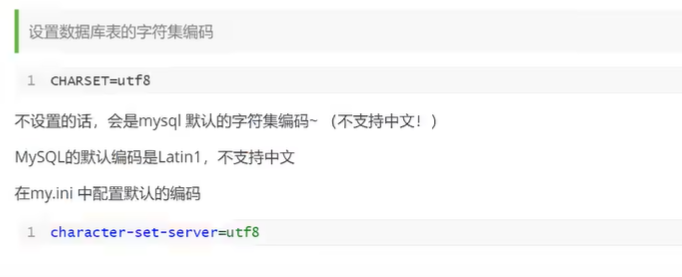 设置数据库表的字符集编码
1 CHARSET=utf8
不设置的话，会是mysql 默认的字符集编码~ （不支持中文！）
MySQL的默认编码是Latin1，不支持中文
在my.ini 中配置默认的编码
1 character-set-server=utf8